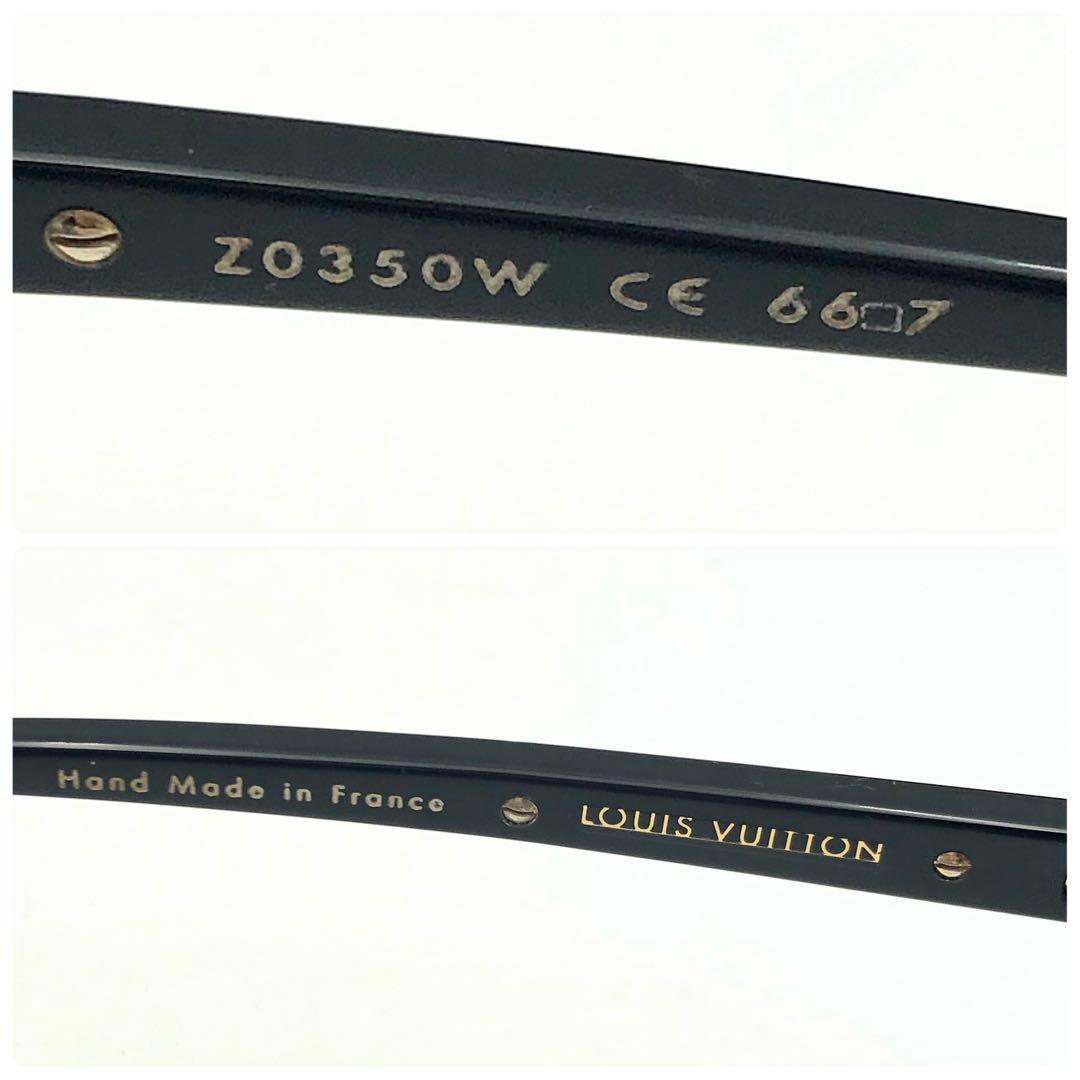 Z0350W CE 66□7
Hand Made in France LOUIS VUITTON